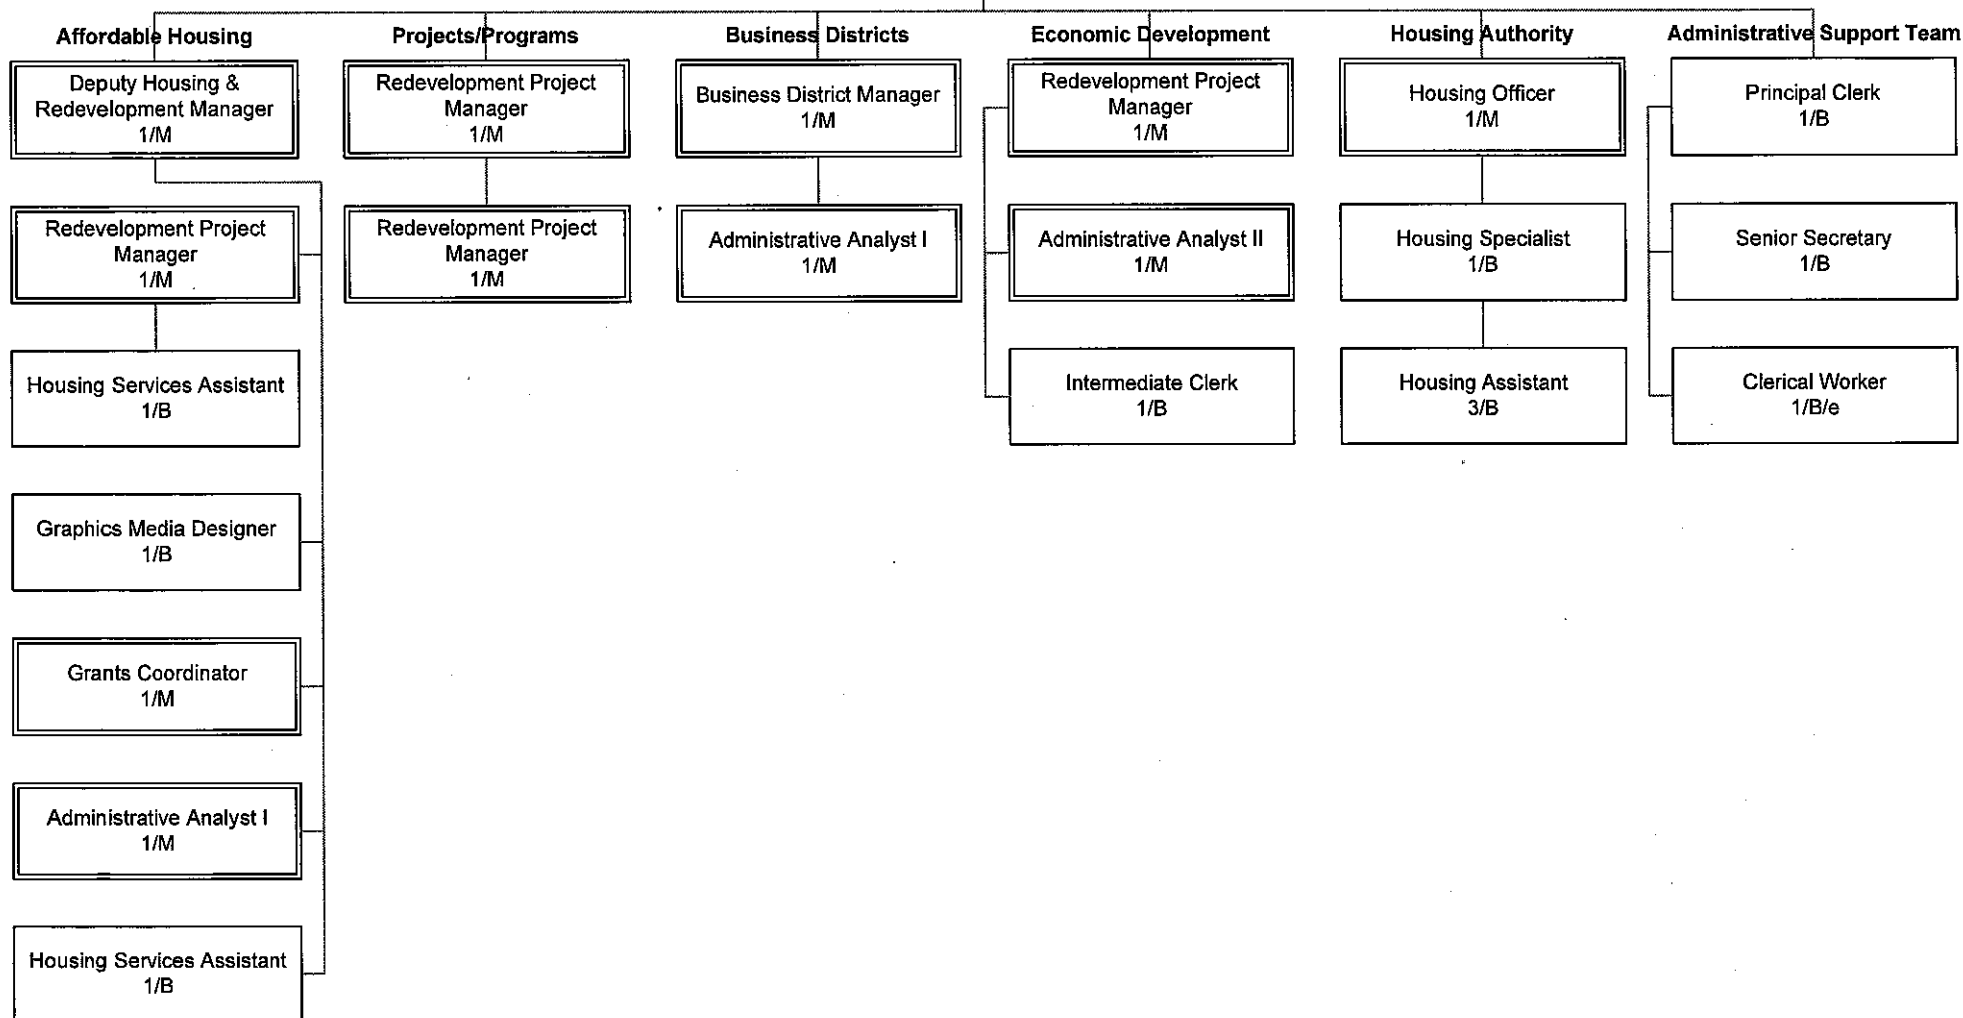 Affordable Housing
Deputy Housing &
Redevelopment Manager
1/M
Redevelopment Project
Manager
1/M
Housing Services Assistant
1/B
Graphics Media Designer
1/B
Grants Coordinator
1/M
Administrative Analyst I
1/M
Housing Services Assistant
1/B
Projects/Programs
Redevelopment Project
Manager
1/M
Redevelopment Project
Manager
1/M
Business Districts
Business District Manager
1/M
Administrative Analyst I
1/M
Economic Development
Redevelopment Project
Manager
1/M
Administrative Analyst II
1/M
Intermediate Clerk
1/B
Housing Authority
Housing Officer
1/M
Housing Specialist
1/B
Housing Assistant
3/B
Administrative Support Team
Principal Clerk
1/B
Senior Secretary
1/B
Clerical Worker
1/B/e